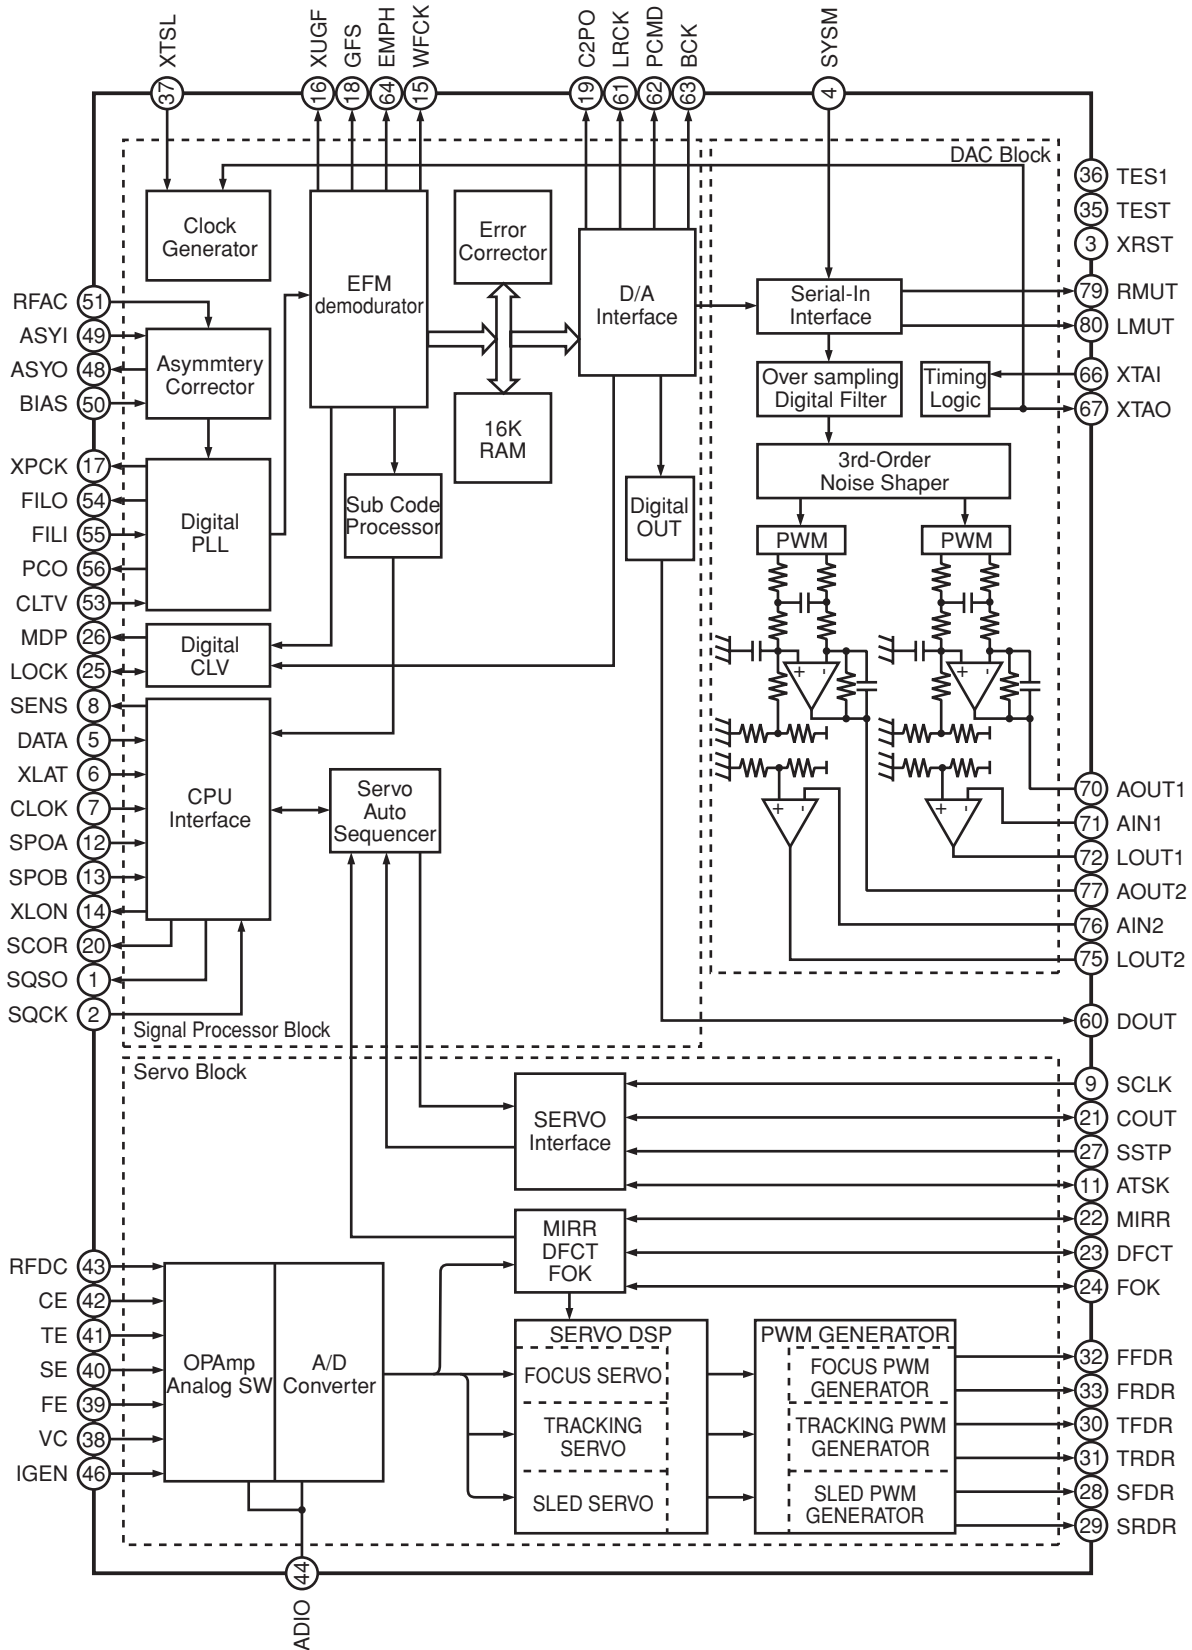 XTSL
XUGF
GFS
EMPH
WFCK
C2PO
LRCK
PCMD
BCK
SYSM
37
16
18
64
15
19
61
62
63
4
DAC Block
36 TES1
35 TEST
3 XRST
Clock
Generator
EFM
demodurator
Error
Corrector
D/A
Interface
Serial-In
Interface
79 RMUT
80 LMUT
RFAC 51
ASYI 49
ASYO 48
BIAS 50
Asymmtery
Corrector
Over sampling
Digital Filter
Timing
Logic
66 XTAI
67 XTAO
16K
RAM
3rd-Order
Noise Shaper
XPCK 17
FILO 54
FILI 55
PCO 56
CLTV 53
Digital
PLL
Sub Code
Processor
Digital
OUT
PWM
PWM
MDP 26
LOCK 25
Digital
CLV
+ -
+ -
SENS 8
DATA 5
XLAT 6
CLOK 7
SPOA 12
SPOB 13
XLON 14
SCOR 20
SQSO 1
SQCK 2
CPU
Interface
Servo
Auto
Sequencer
+ -
+ -
70 AOUT1
71 AIN1
72 LOUT1
77 AOUT2
76 AIN2
75 LOUT2
Signal Processor Block
60 DOUT
Servo Block
SERVO
Interface
9 SCLK
21 COUT
27 SSTP
11 ATSK
MIRR
DFCT
FOK
22 MIRR
23 DFCT
24 FOK
RFDC 43
CE 42
TE 41
SE 40
FE 39
VC 38
IGEN 46
OPAmp
Analog SW
A/D
Converter
SERVO DSP
FOCUS SERVO
TRACKING
SERVO
SLED SERVO
PWM GENERATOR
FOCUS PWM
GENERATOR
TRACKING PWM
GENERATOR
SLED PWM
GENERATOR
32 FFDR
33 FRDR
30 TFDR
31 TRDR
28 SFDR
29 SRDR
44
ADIO